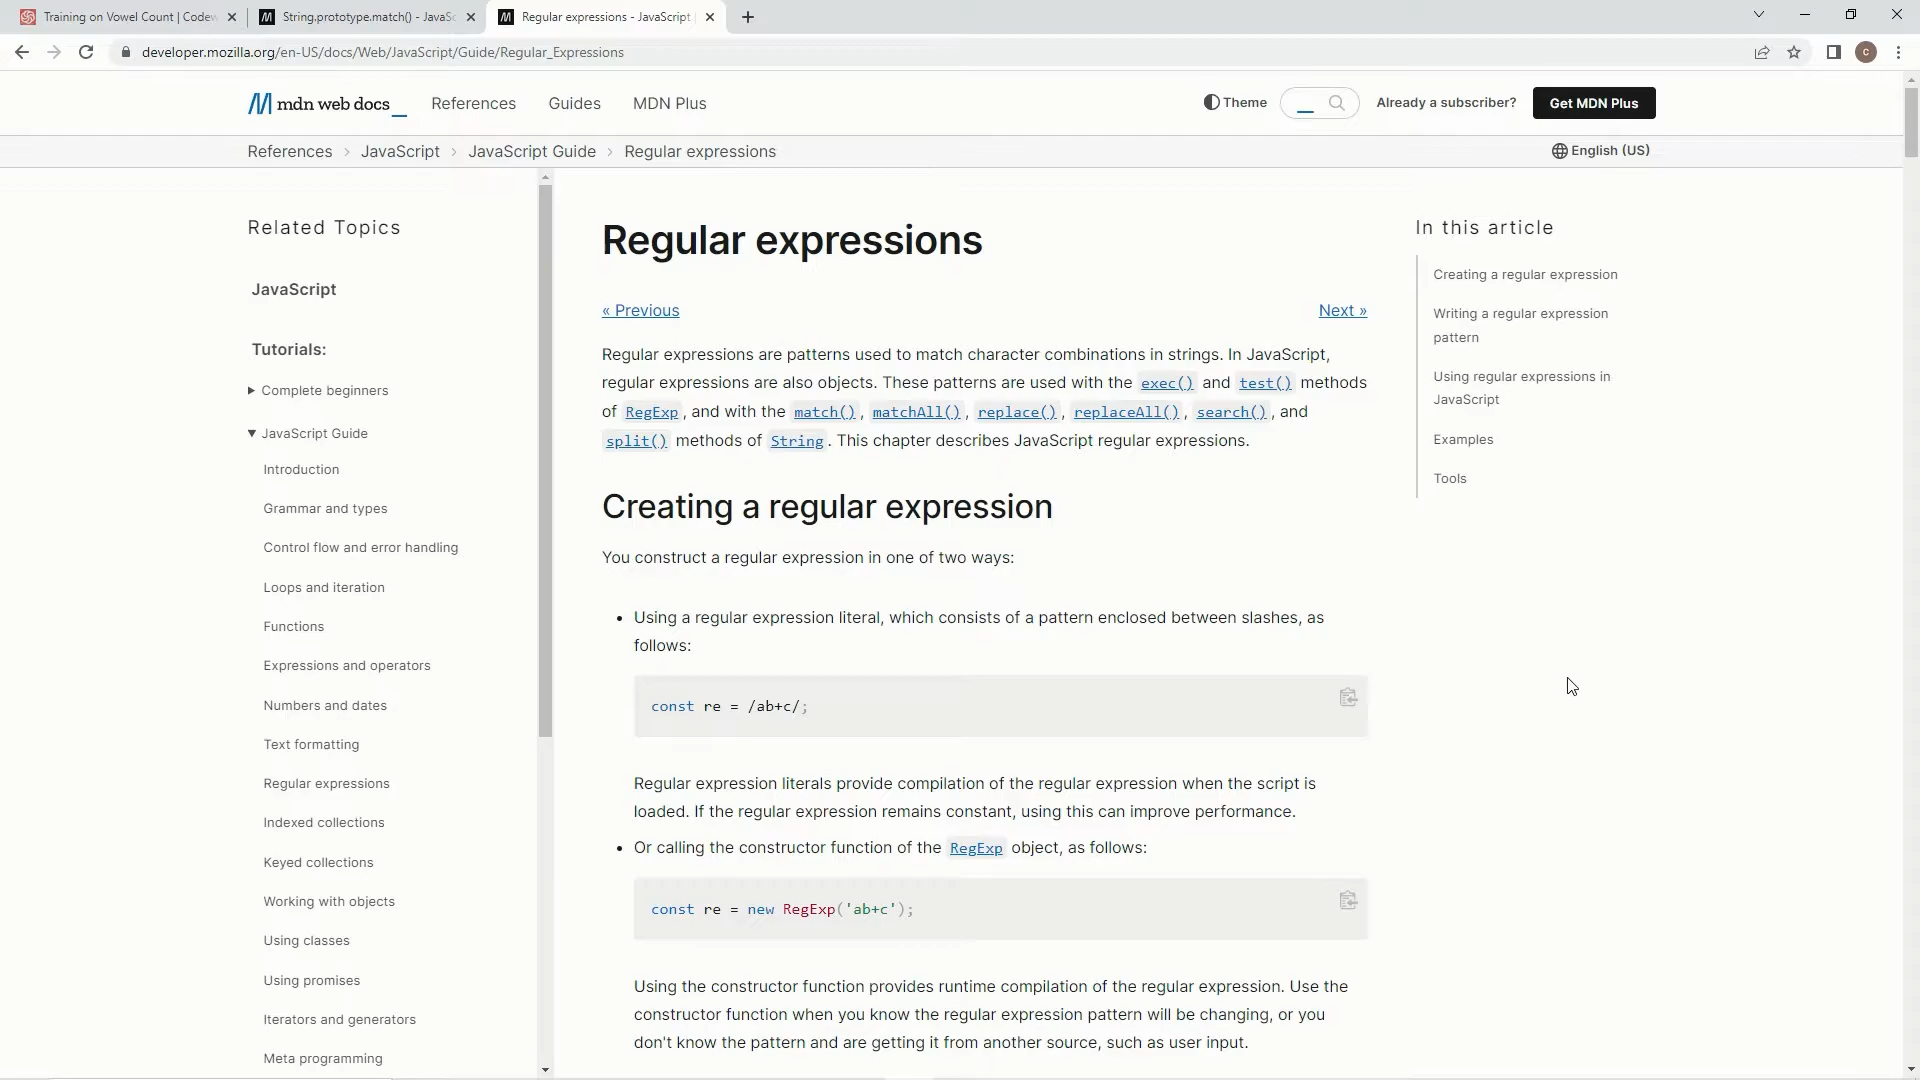 Training on Vowel Count | Codew
String.prototype.match() - JavaSc
Regular expressions - JavaScript
developer.mozilla.org/en-US/docs/Web/JavaScript/Guide/Regular_Expressions
C
mdn web docs_
References
Guides
MDN Plus
Theme
Already a subscriber?
Get MDN Plus
References › JavaScript › JavaScript Guide › Regular expressions
English (US)
Related Topics
JavaScript
Tutorials:
Complete beginners
JavaScript Guide
Introduction
Grammar and types
Control flow and error handling
Loops and iteration
Functions
Expressions and operators
Numbers and dates
Text formatting
Regular expressions
Indexed collections
Keyed collections
Working with objects
Using classes
Using promises
Iterators and generators
Meta programming
Regular expressions
« Previous
Next »
Regular expressions are patterns used to match character combinations in strings. In JavaScript,
regular expressions are also objects. These patterns are used with the exec() and test() methods
of RegExp, and with the match(), matchAll(), replace(), replaceAll(), search(), and
split() methods of String. This chapter describes JavaScript regular expressions.
Creating a regular expression
You construct a regular expression in one of two ways:
• Using a regular expression literal, which consists of a pattern enclosed between slashes, as
follows:
const re = /ab+c/;
Regular expression literals provide compilation of the regular expression when the script is
loaded. If the regular expression remains constant, using this can improve performance.
• Or calling the constructor function of the RegExp object, as follows:
const re = new RegExp('ab+c');
Using the constructor function provides runtime compilation of the regular expression. Use the
constructor function when you know the regular expression pattern will be changing, or you
don't know the pattern and are getting it from another source, such as user input.
In this article
Creating a regular expression
Writing a regular expression
pattern
Using regular expressions in
JavaScript
Examples
Tools